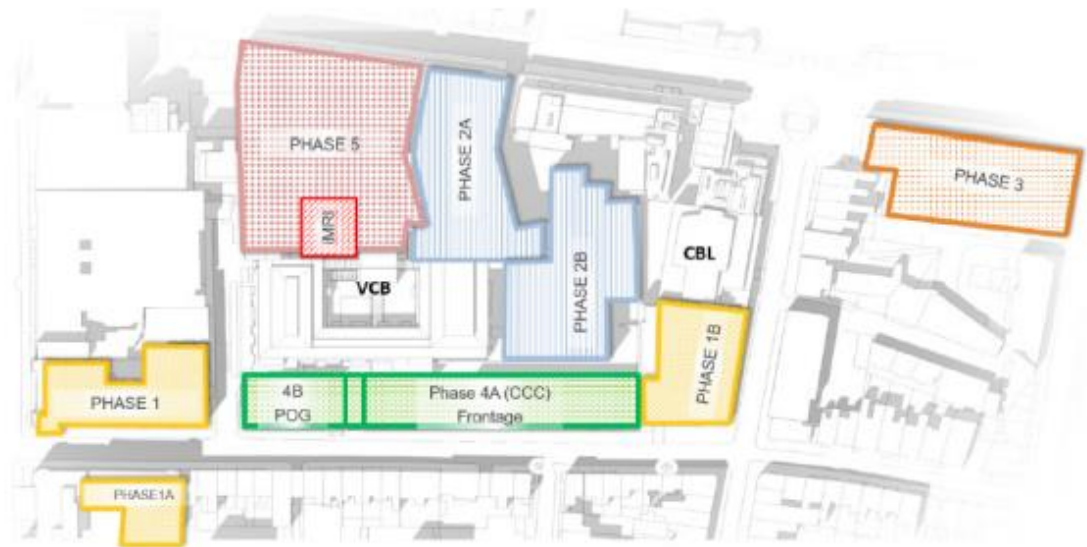 PHASE 5
PHASE 2A
PHASE 3
iMRI
CBL
VCB
PHASE 2B
PHASE 1
4B
POG
Phase 4A (CCC)
Frontage
PHASE 1B
PHASE1A